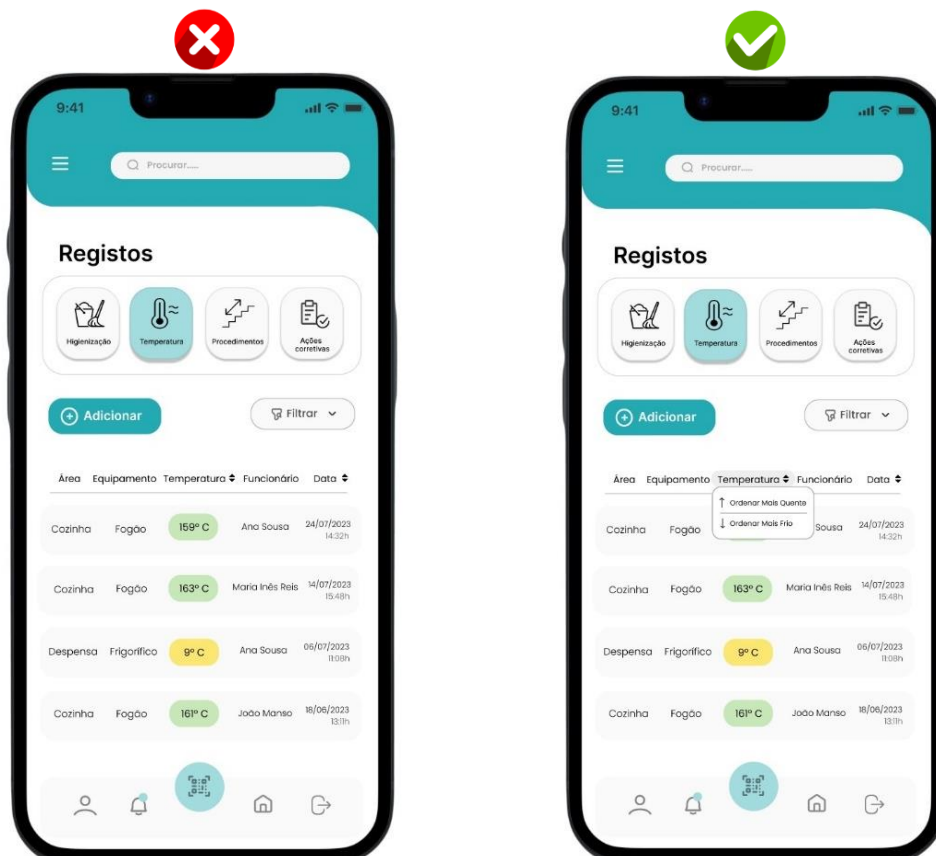 9:41
Procurar.....
Registos
Higienização Temperatura Procedimentos Ações
corretivas
Adicionar Filtrar
Área Equipamento Temperatura Funcionário Data
Cozinha Fogão 159º C Ana Sousa 24/07/2023
14:32h
Cozinha Fogão 163º C Maria Inês Reis 14/07/2023
15:48h
Despensa Frigorífico 9º C Ana Sousa 06/07/2023
11:08h
Cozinha Fogão 161º C João Manso 18/06/2023
13:11h
9:41
Procurar.....
Registos
Higienização Temperatura Procedimentos Ações
corretivas
Adicionar Filtrar
Área Equipamento Temperatura Funcionário Data
↑ Ordenar Mais Quente
↓ Ordenar Mais Frio
Cozinha Fogão Sousa 24/07/2023
14:32h
Cozinha Fogão 163º C Maria Inês Reis 14/07/2023
15:48h
Despensa Frigorífico 9º C Ana Sousa 06/07/2023
11:08h
Cozinha Fogão 161º C João Manso 18/06/2023
13:11h